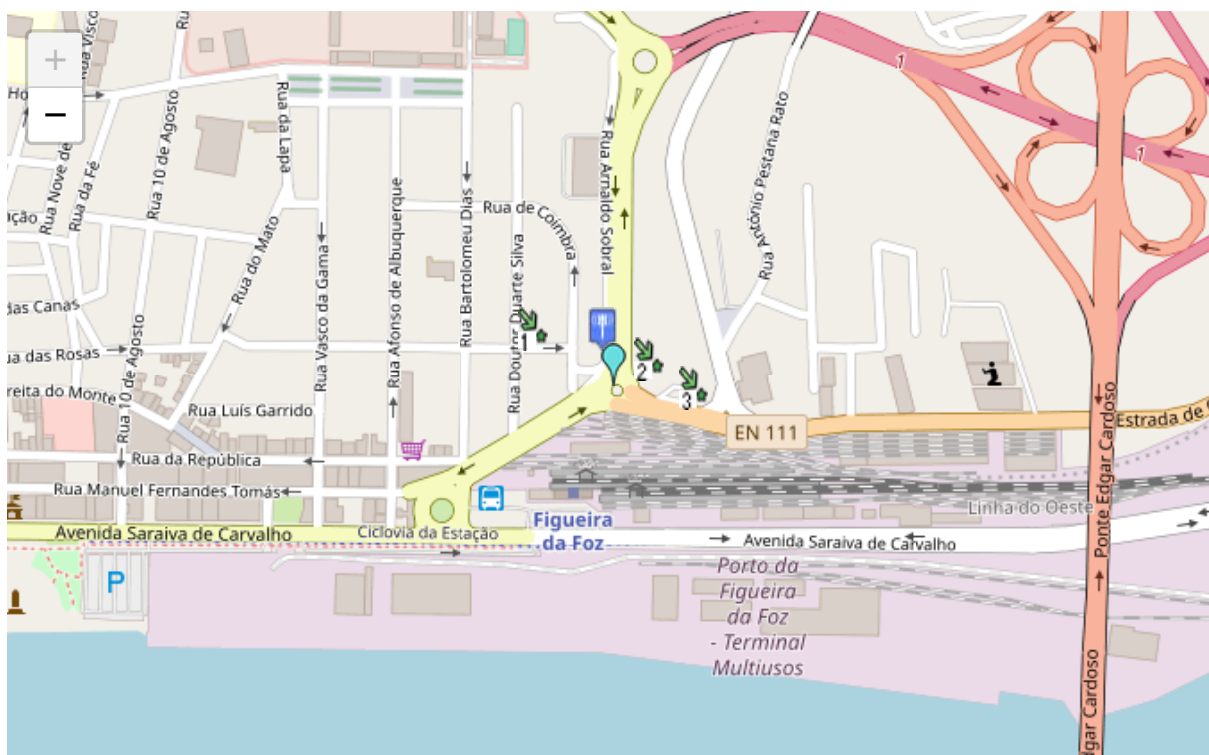 +
−
Rua Visco
Ru
Ho
Rua Nove de
Rua da Fé
Rua 10 de Agosto
Rua da Lapa
Rua Arnaldo Sobral
Rua António Pestana Rato
1
1
ação
Rua do Mato
Rua Vasco da Gama
Rua Afonso de Albuquerque
Rua Bartolomeu Dias
Rua de Coimbra
Rua Doutor Duarte Silva
das Canas
ua das Rosas
1
2
3
reita do Monte
Rua 10 de Agosto
Rua Luís Garrido
EN 111
Estrada de
Rua da República
Rua Manuel Fernandes Tomás
Linha do Oeste
Ponte Edgar Cardoso
Avenida Saraiva de Carvalho
Ciclovia da Estação
Figueira
da Foz
Avenida Saraiva de Carvalho
P
Porto da
Figueira
da Foz
- Terminal
Multiusos
dgar Cardoso